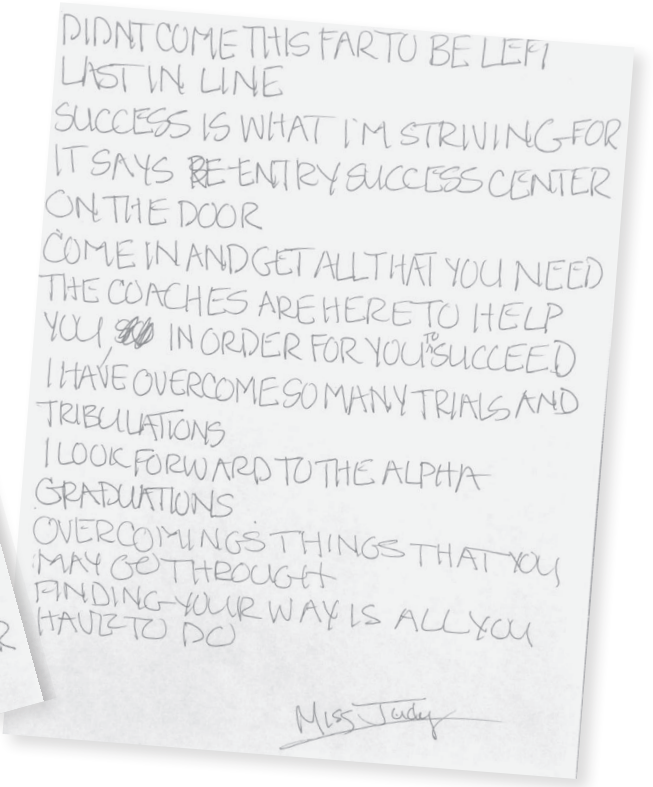 DIDNT COME THIS FAR TO BE LEFT
LAST IN LINE
SUCCESS IS WHAT I'M STRIVING FOR
IT SAYS RE-ENTRY SUCCESS CENTER
ON THE DOOR
COME IN AND GET ALL THAT YOU NEED
THE COACHES ARE HERE TO HELP
YOU IN ORDER FOR YOU TO SUCCEED
I HAVE OVERCOME SO MANY TRIALS AND
TRIBULATIONS
I LOOK FORWARD TO THE ALPHA
GRADUATIONS
OVERCOMINGS THINGS THAT YOU
MAY GO THROUGH
FINDING YOUR WAY IS ALL YOU
HAVE TO DO
Miss Judy
R